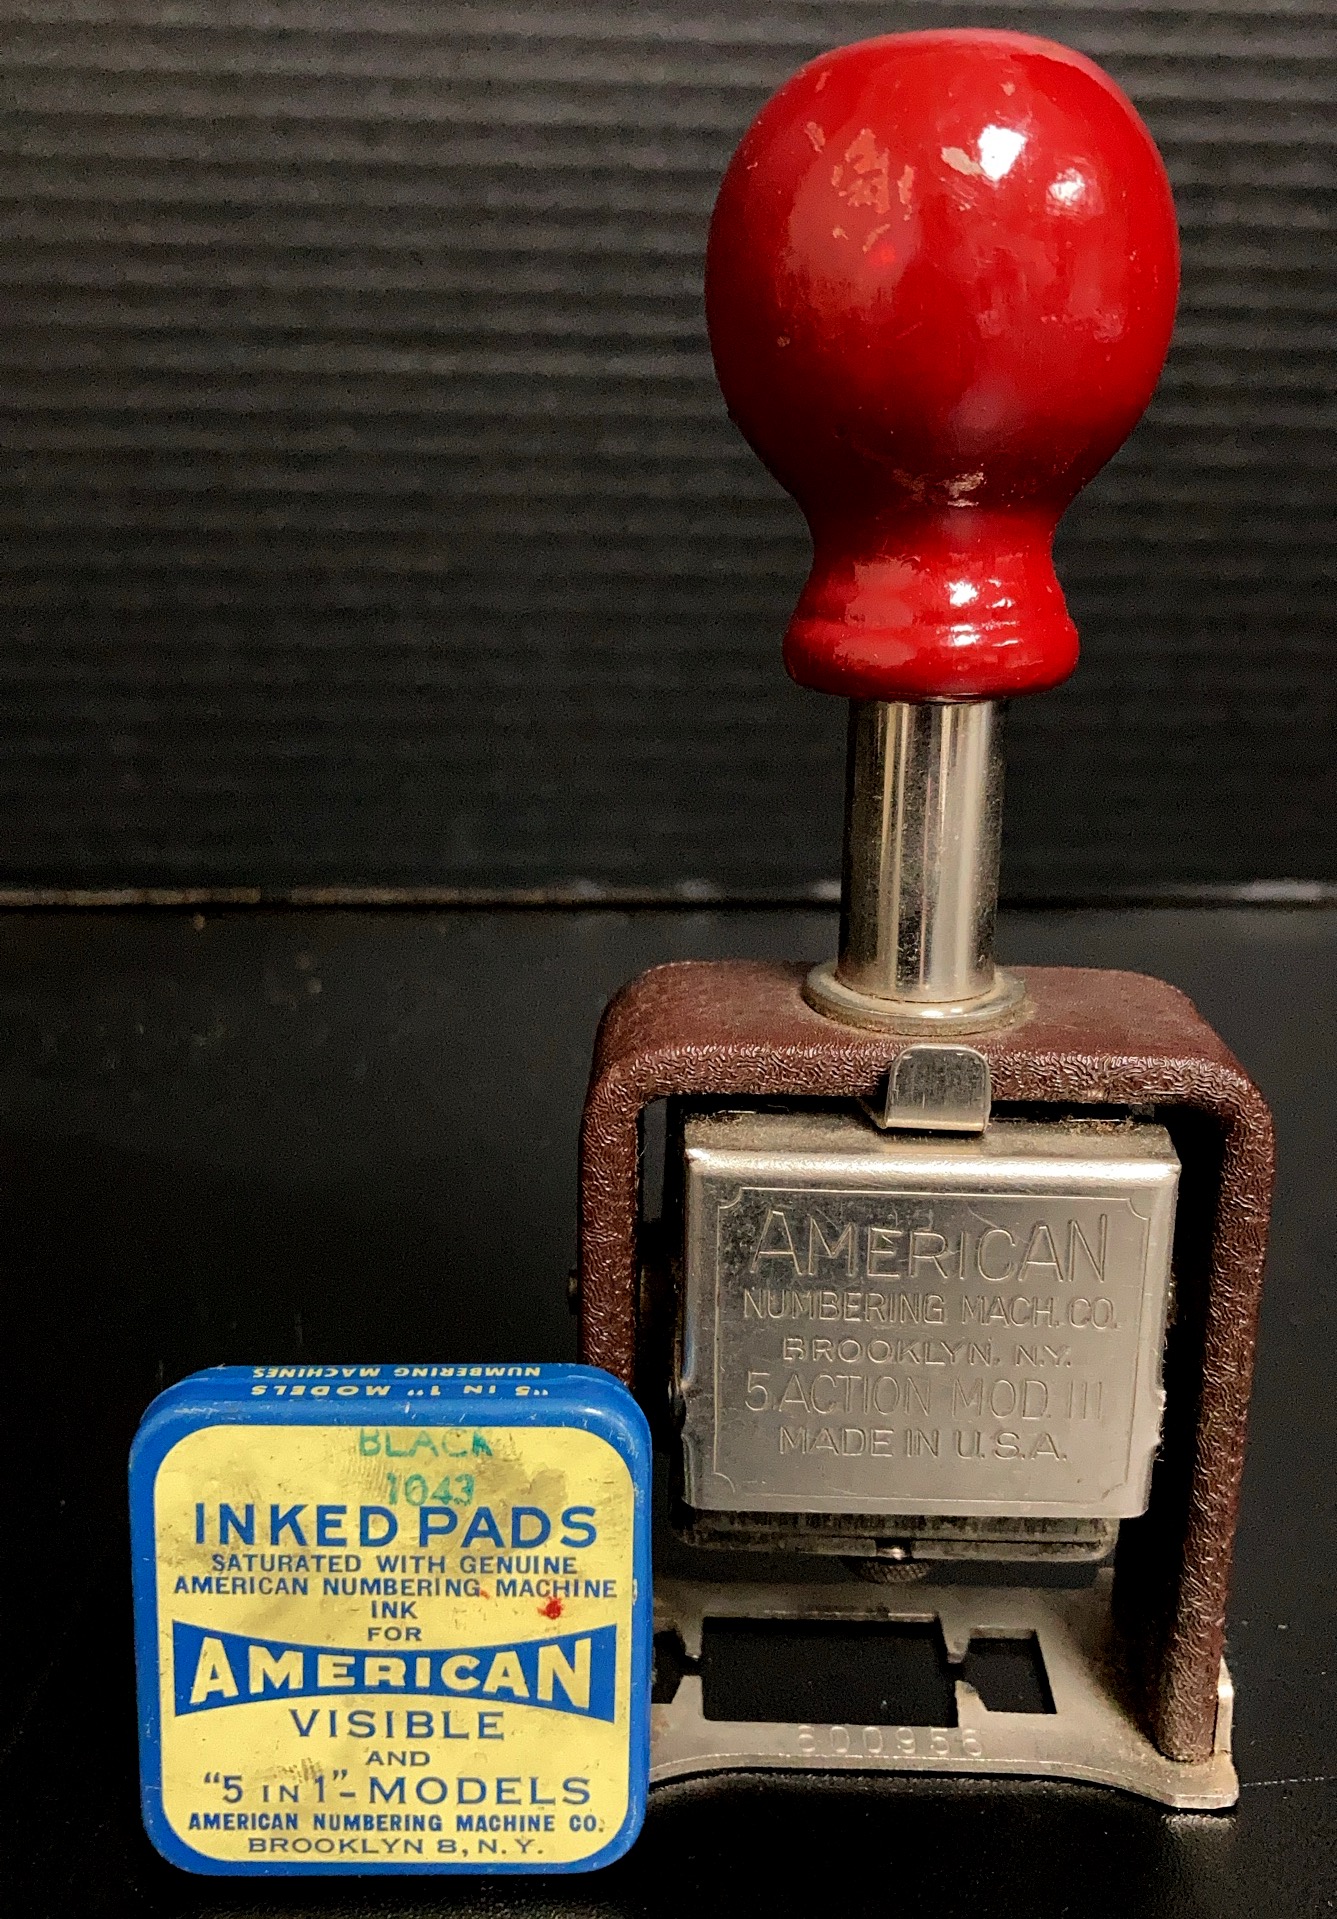 AMERICAN
NUMBERING MACH. CO.
BROOKLYN. N.Y.
5 ACTION MOD. 111
MADE IN U.S.A.
600956
NUMBERING MACHINES
"5 IN 1" MODELS
BLACK
1043
INKED PADS
SATURATED WITH GENUINE
AMERICAN NUMBERING MACHINE
INK
FOR
AMERICAN
VISIBLE
AND
"5 IN 1"-MODELS
AMERICAN NUMBERING MACHINE CO.
BROOKLYN 8, N.Y.